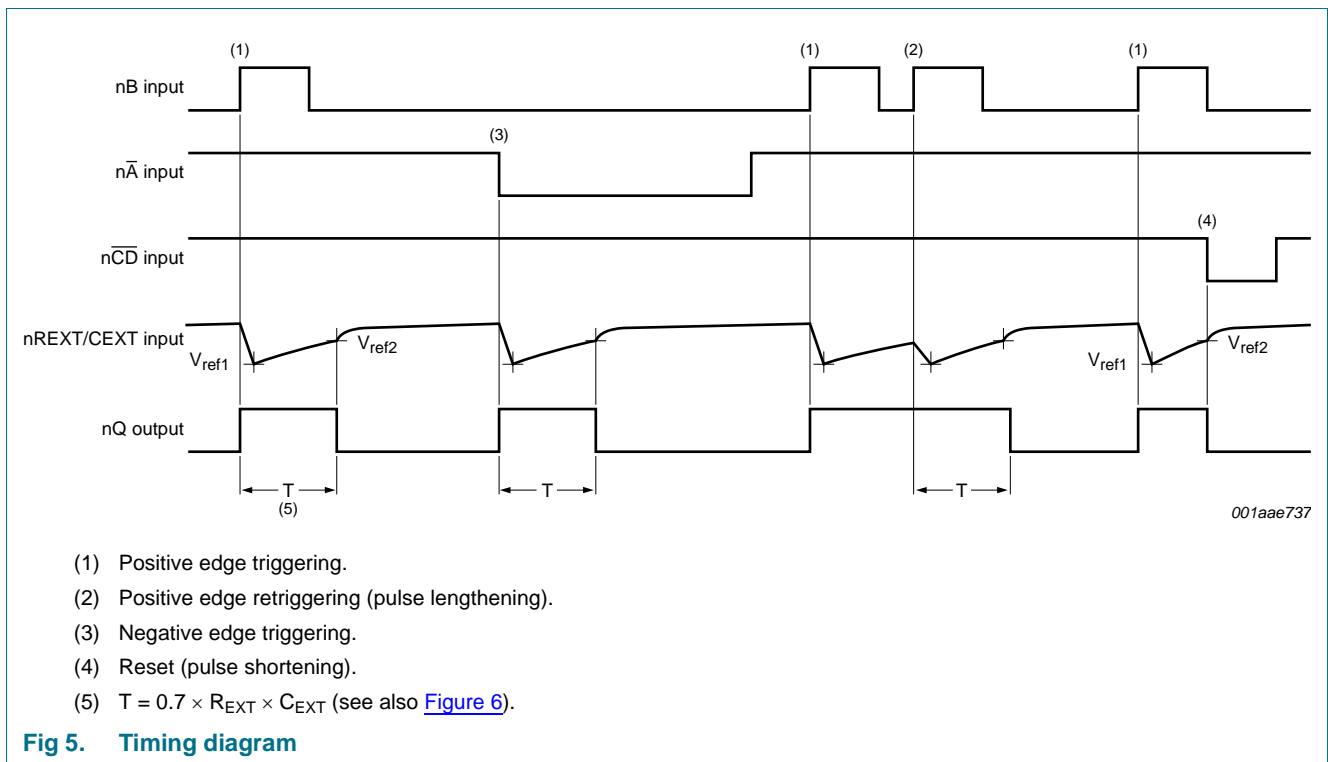 (1) (1) (2) (1)
nB input
(3)
nA̅ input
(4)
nC̅D̅ input
nREXT/CEXT input
Vref1 Vref2 Vref1 Vref2
nQ output
T T T
(5)
001aae737
(1) Positive edge triggering.
(2) Positive edge retriggering (pulse lengthening).
(3) Negative edge triggering.
(4) Reset (pulse shortening).
(5) T = 0.7 × REXT × CEXT (see also Figure 6).
Fig 5. Timing diagram